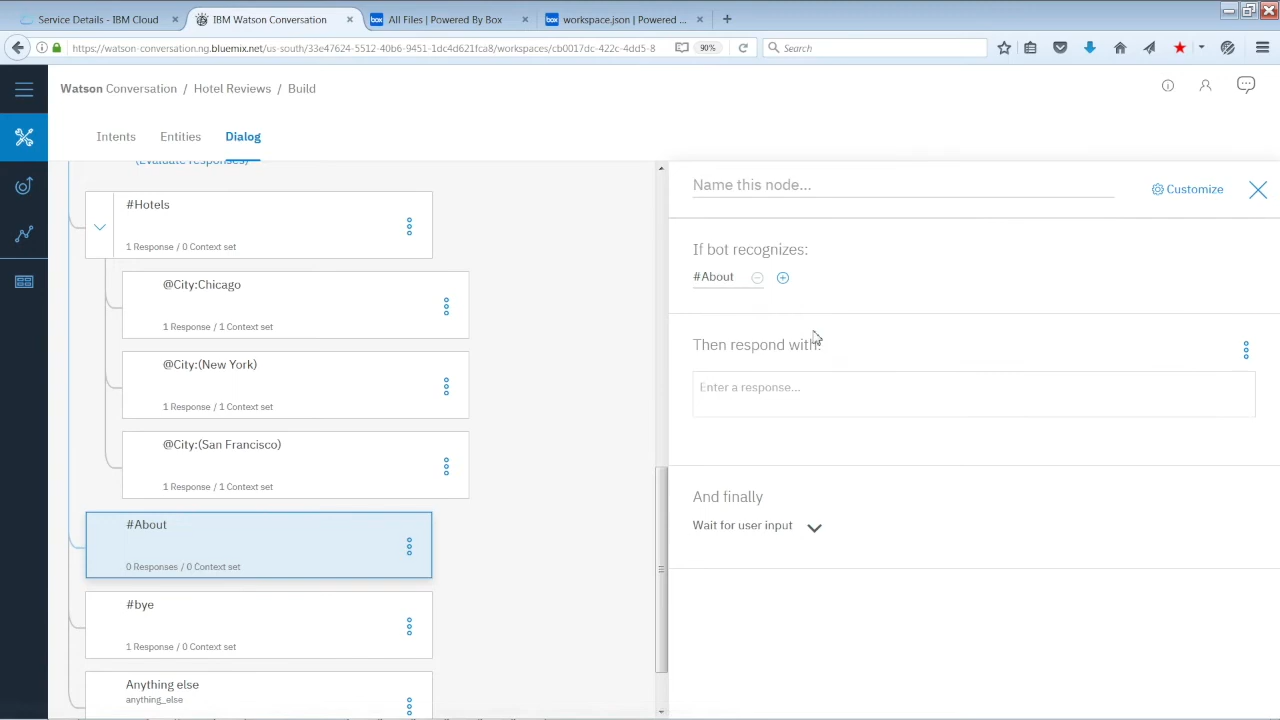 Service Details - Bluemix
IBM Watson Conversation
All Files | Powered By Box
workspace.json | Powered ...
https://watson-conversation.ng.bluemix.net/us-south/33e47624-5512-40b6-9451-1dc4d621fce8/workspaces/cb0017dc-422c-4dd5-8
90%
Search
Watson Conversation / Hotel Reviews / Build
Intents
Entities
Dialog
(Evaluate responses)
#Hotels
1 Response / 0 Context set
@City:Chicago
1 Response / 1 Context set
@City:(New York)
1 Response / 1 Context set
@City:(San Francisco)
1 Response / 1 Context set
#About
0 Responses / 0 Context set
#bye
1 Response / 0 Context set
Anything else
anything_else
Name this node...
Customize
If bot recognizes:
#About
Then respond with:
Enter a response...
And finally
Wait for user input